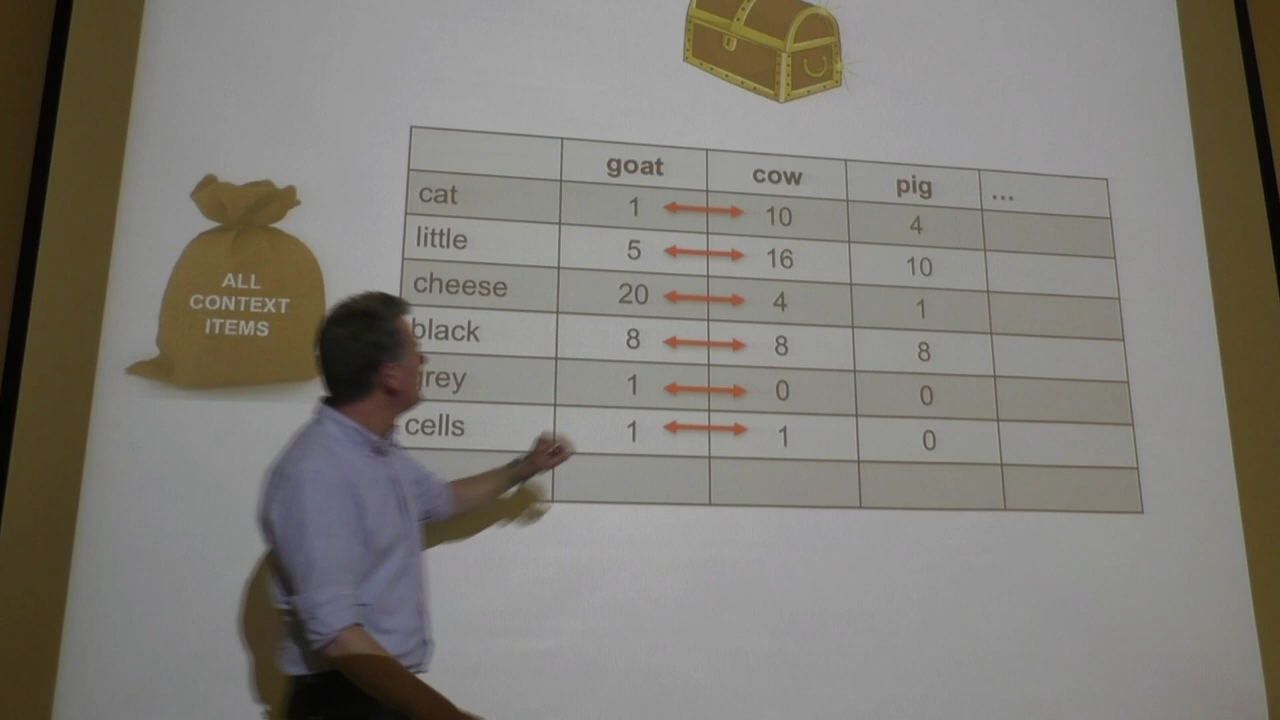 ALL
CONTEXT
ITEMS
goat cow pig ...
cat 1 10 4
little 5 16 10
cheese 20 4 1
black 8 8 8
grey 1 0 0
cells 1 1 0